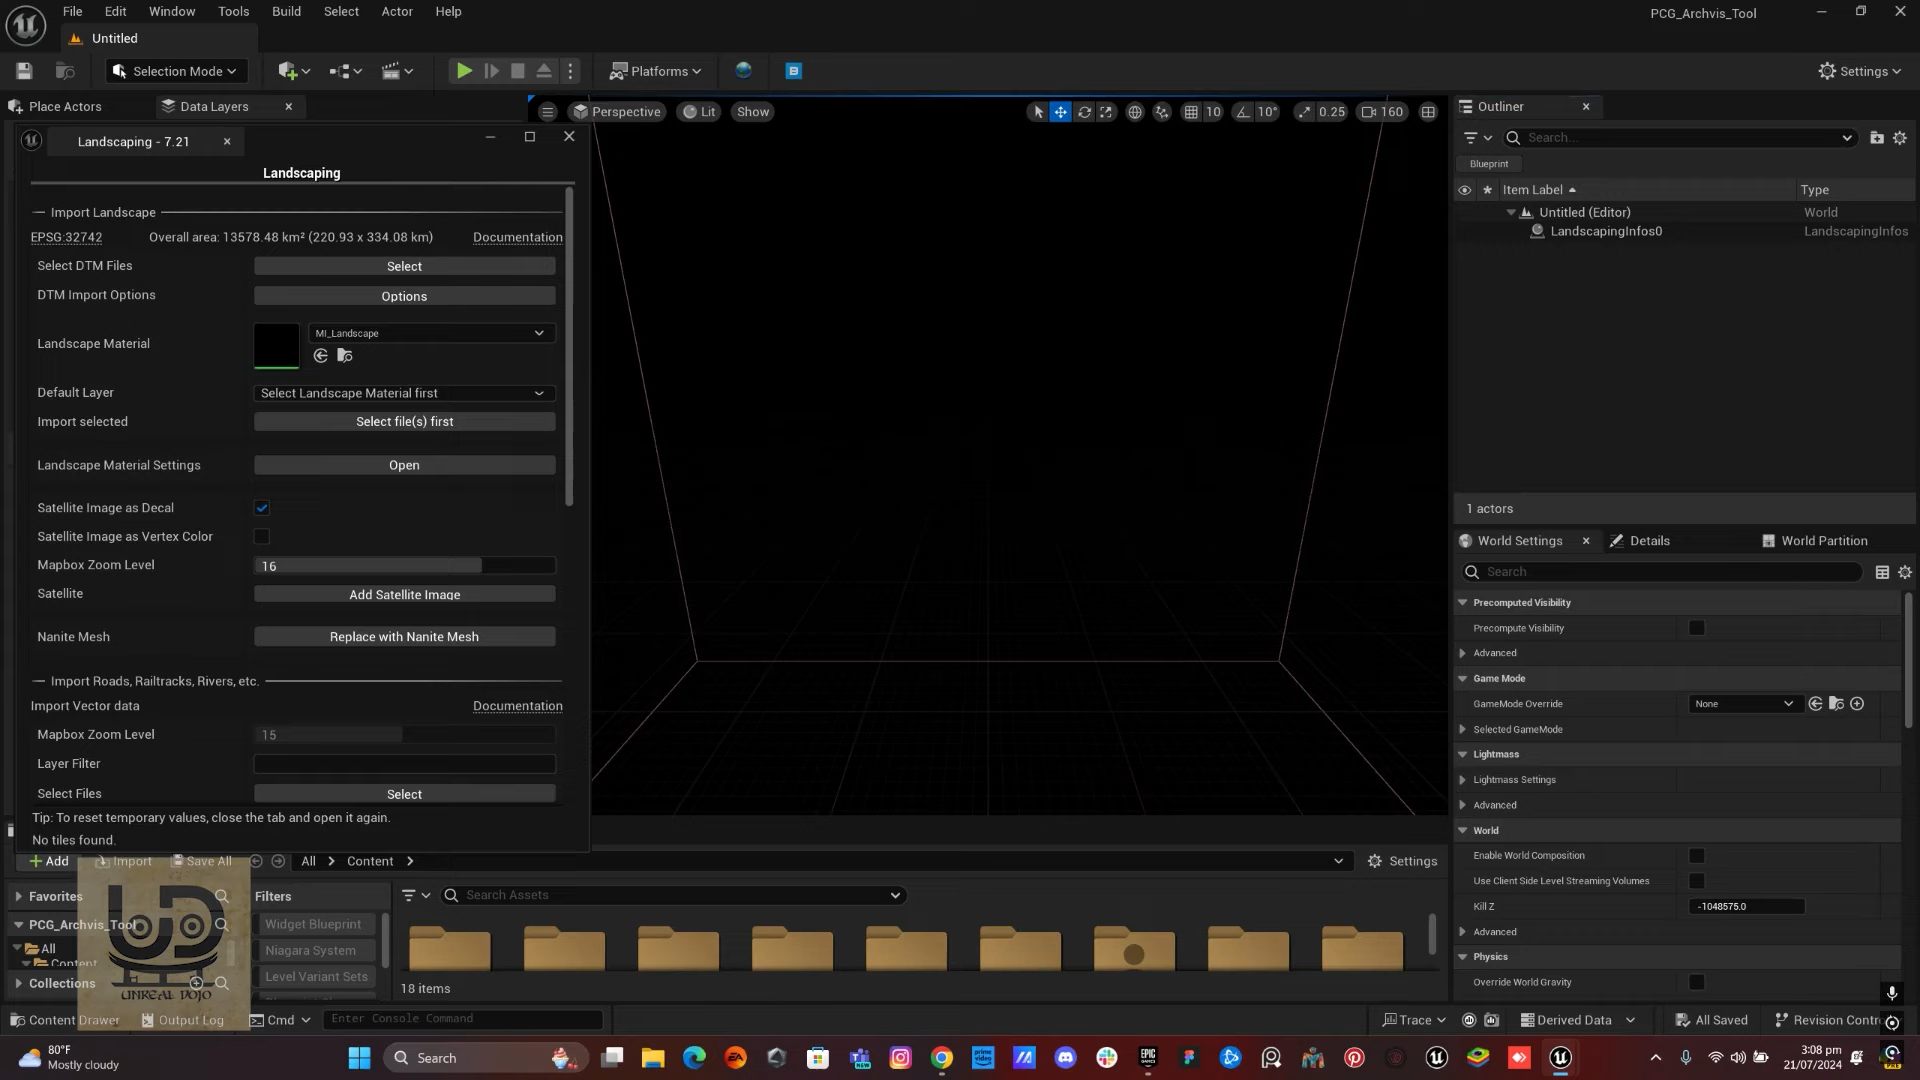 File Edit Window Tools Build Select Actor Help
PCG_Archvis_Tool
Untitled
Selection Mode
Platforms
Settings
Place Actors
Data Layers
Perspective
Lit
Show
10
10°
0.25
160
Outliner
Landscaping - 7.21
Search...
Blueprint
Landscaping
Item Label
Type
Import Landscape
Untitled (Editor)
World
EPSG:32742
Overall area: 13578.48 km² (220.93 x 334.08 km)
Documentation
LandscapingInfos0
LandscapingInfos
Select DTM Files
Select
DTM Import Options
Options
Landscape Material
MI_Landscape
Default Layer
Select Landscape Material first
Import selected
Select file(s) first
Landscape Material Settings
Open
Satellite Image as Decal
1 actors
Satellite Image as Vertex Color
World Settings
Details
World Partition
Mapbox Zoom Level
16
Search
Satellite
Add Satellite Image
Precomputed Visibility
Precompute Visibility
Nanite Mesh
Replace with Nanite Mesh
Advanced
Import Roads, Railtracks, Rivers, etc.
Game Mode
Import Vector data
Documentation
GameMode Override
None
Mapbox Zoom Level
15
Selected GameMode
Layer Filter
Lightmass
Lightmass Settings
Select Files
Select
Advanced
Tip: To reset temporary values, close the tab and open it again.
World
No tiles found.
Enable World Composition
Add
Import
Save All
All
Content
Settings
Use Client Side Level Streaming Volumes
Favorites
Filters
Search Assets
Kill Z
-1048575.0
PCG_Archvis_Tool
Widget Blueprint
Advanced
All
Niagara System
Physics
Content
Level Variant Sets
Collections
18 items
Override World Gravity
UNREAL DOJO
Content Drawer
Output Log
Cmd
Enter Console Command
Trace
Derived Data
All Saved
Revision Contr
80°F
Mostly cloudy
Search
3:08 pm
21/07/2024